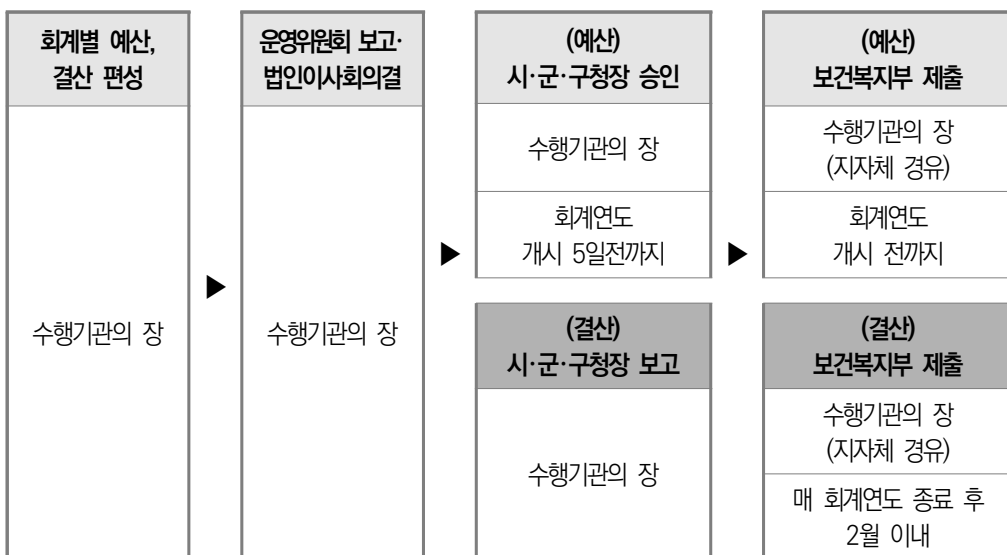 회계별 예산,
결산 편성
수행기관의 장
▶
운영위원회 보고·
법인이사회의결
수행기관의 장
▶
(예산)
시·군·구청장 승인
수행기관의 장
회계연도
개시 5일전까지
▶
(예산)
보건복지부 제출
수행기관의 장
(지자체 경유)
회계연도
개시 전까지
(결산)
시·군·구청장 보고
수행기관의 장
(결산)
보건복지부 제출
수행기관의 장
(지자체 경유)
매 회계연도 종료 후
2월 이내